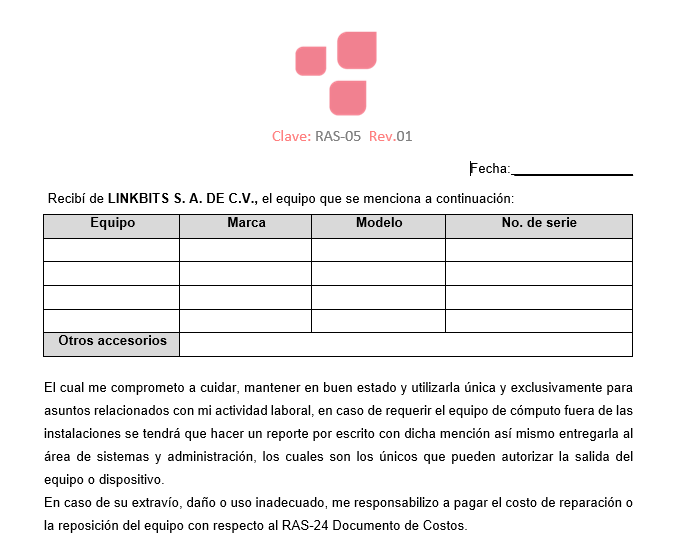 Clave: RAS-05 Rev.01
Fecha:
Recibí de LINKBITS S. A. DE C.V., el equipo que se menciona a continuación:
Equipo Marca Modelo No. de serie
Otros accesorios
El cual me comprometo a cuidar, mantener en buen estado y utilizarla única y exclusivamente para
asuntos relacionados con mi actividad laboral, en caso de requerir el equipo de cómputo fuera de las
instalaciones se tendrá que hacer un reporte por escrito con dicha mención así mismo entregarla al
área de sistemas y administración, los cuales son los únicos que pueden autorizar la salida del
equipo o dispositivo.
En caso de su extravío, daño o uso inadecuado, me responsabilizo a pagar el costo de reparación o
la reposición del equipo con respecto al RAS-24 Documento de Costos.